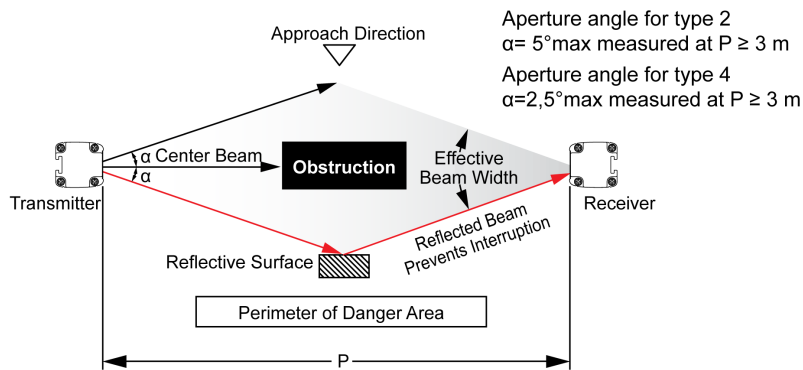 Aperture angle for type 2
α= 5°max measured at P ≥ 3 m
Aperture angle for type 4
α=2,5°max measured at P ≥ 3 m
Approach Direction
α Center Beam
α
Obstruction
Effective
Beam Width
Transmitter
Receiver
Reflected Beam
Prevents Interruption
Reflective Surface
Perimeter of Danger Area
P